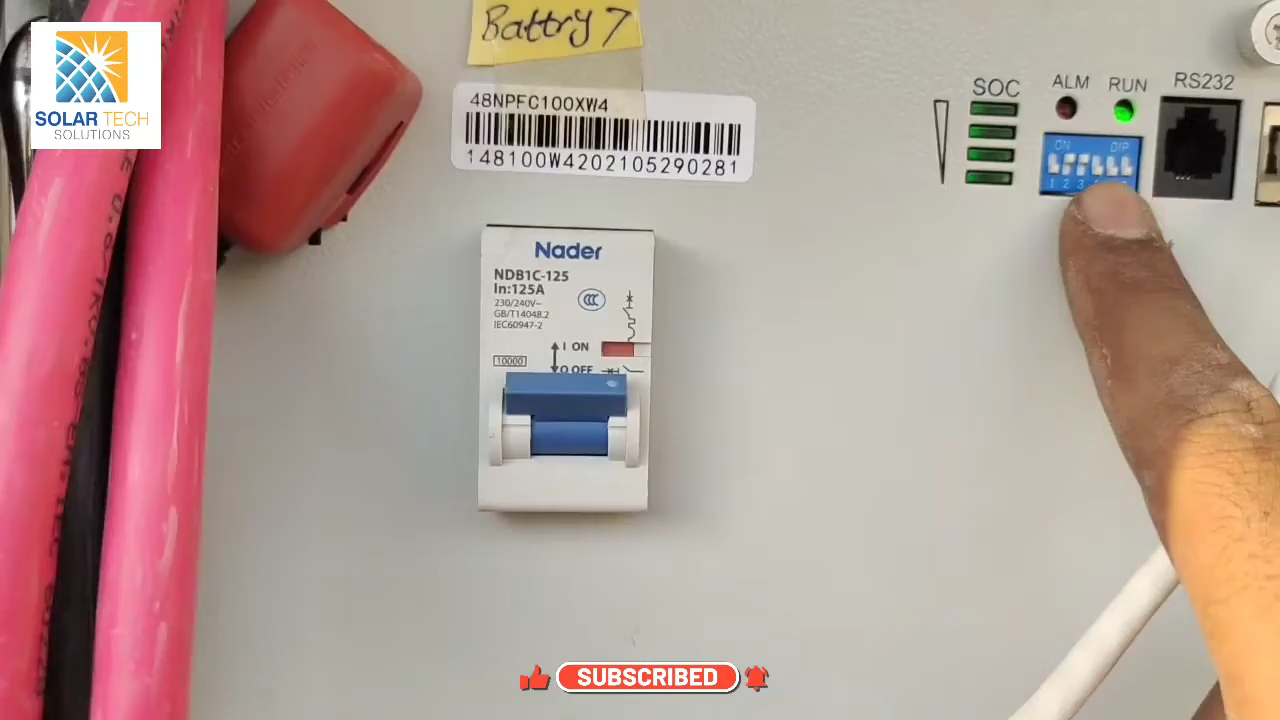 SOLAR TECH
SOLUTIONS
Battry 7
48NPFC100XW4
148100W4202105290281
SOC
ALM
RUN
RS232
ON
DIP
1 2 3
Nader
NDB1C-125
In:125A
230/240V~
GB/T14048.2
IEC60947-2
CCC
I ON
10000
O OFF
SUBSCRIBED